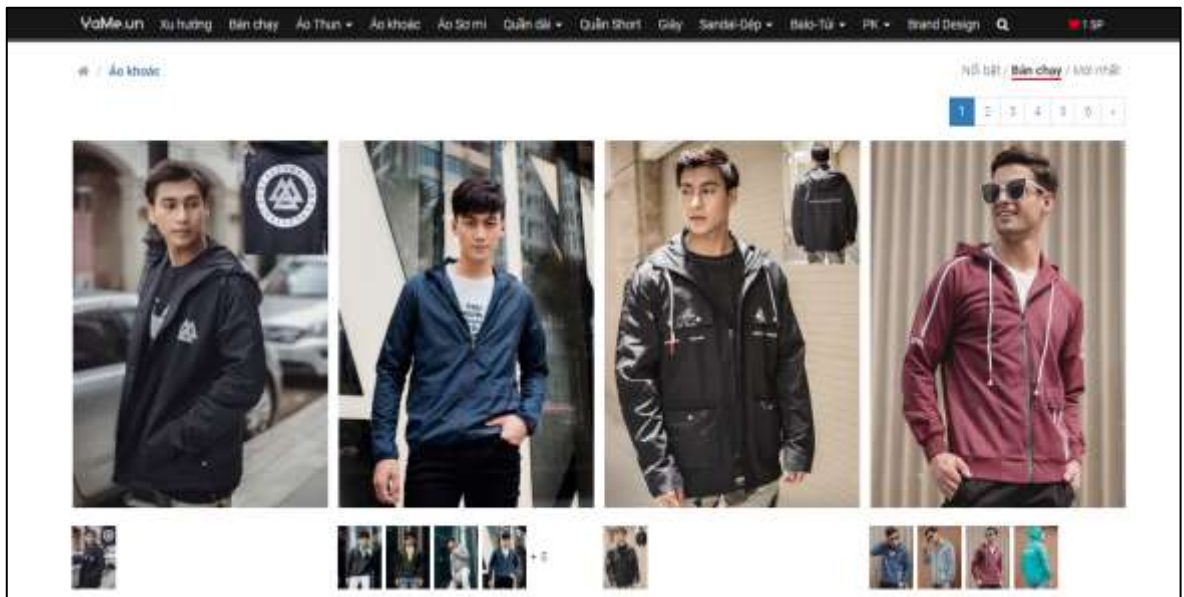 YaMe.vn Xu hướng Bán chạy Áo Thun Áo khoác Áo Sơ mi Quần dài Quần Short Giày Sandal-Dép Balo-Túi PK Brand Design 1 SP
/ Áo khoác
Nổi bật / Bán chạy / Mới nhất
1 2 3 4 5 6 »
+ 5